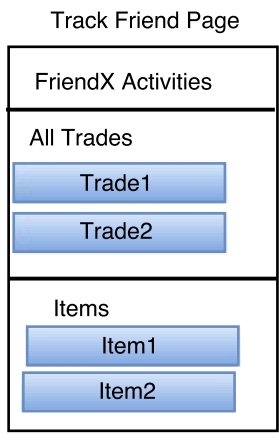 Track Friend Page
FriendX Activities
All Trades
Trade1
Trade2
Items
Item1
Item2